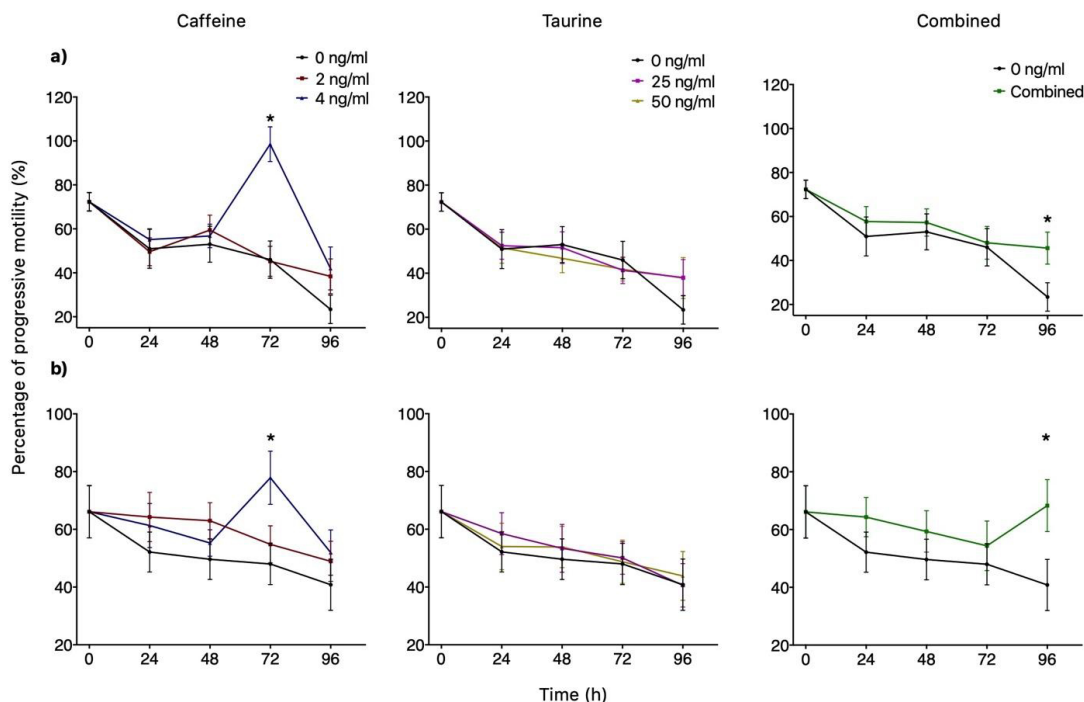 Caffeine
Taurine
Combined
a)
0 ng/ml
2 ng/ml
4 ng/ml
0 ng/ml
25 ng/ml
50 ng/ml
0 ng/ml
Combined
120
100
80
60
40
20
*
0 24 48 72 96
120
100
80
60
40
20
0 24 48 72 96
120
100
80
60
40
20
*
0 24 48 72 96
Percentage of progressive motility (%)
b)
100
80
60
40
20
*
0 24 48 72 96
100
80
60
40
20
0 24 48 72 96
100
80
60
40
20
*
0 24 48 72 96
Time (h)